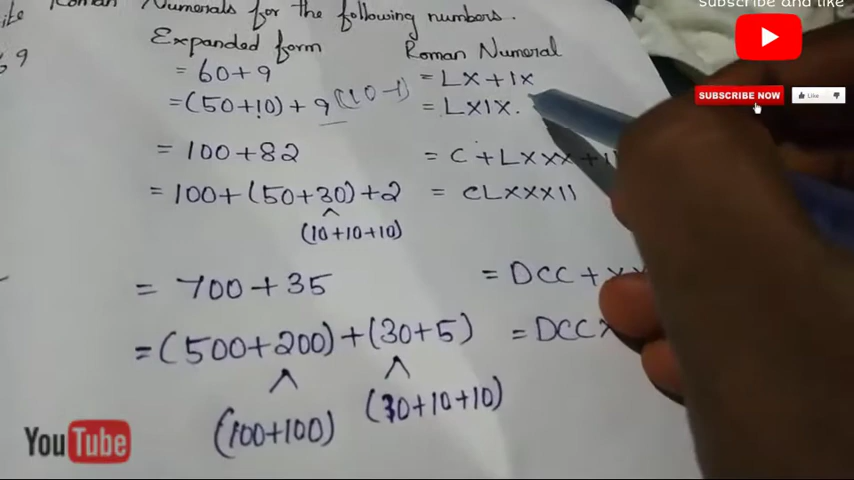 Roman Numerals for the following numbers.
Expanded form Roman Numeral
9 = 60+9 = LX+IX
= (50+10) + 9 (10-1) = LXIX.
= 100+82 = C+LXXX+
= 100+(50+30)+2 = CLXXXII
(10+10+10)
= 700+35 = DCC+
= (500+200)+(30+5) = DCC
(100+100) (10+10+10)
Subscribe and like
SUBSCRIBE NOW
Like
YouTube